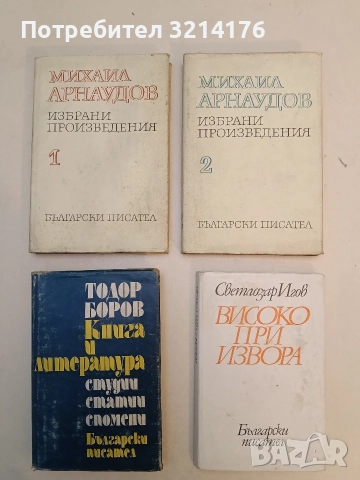 Потребител 3214176
МИХАИЛ
АРНАУДОВ
ИЗБРАНИ
ПРОИЗВЕДЕНИЯ
1
БЪЛГАРСКИ ПИСАТЕЛ
МИХАИЛ
АРНАУДОВ
ИЗБРАНИ
ПРОИЗВЕДЕНИЯ
2
БЪЛГАРСКИ ПИСАТЕЛ
ТОДОР
БОРОВ
Книга и
литература
студии
статии
спомени
Български
писател
Светлозар Игов
ВИСОКО
ПРИ
ИЗВОРА
Български
писател
BAZAR